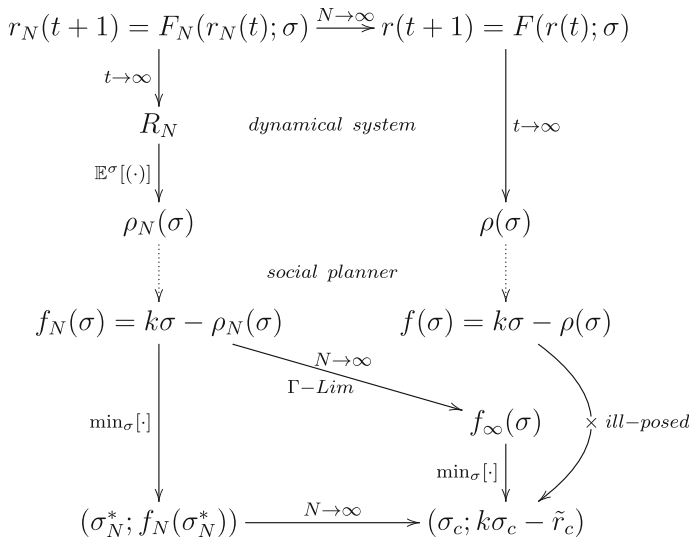 r_N(t + 1) = F_N(r_N(t); σ) N→∞ r(t + 1) = F(r(t); σ)
t→∞
R_N dynamical system t→∞
𝔼^σ[(·)]
ρ_N(σ) ρ(σ)
social planner
f_N(σ) = kσ − ρ_N(σ) f(σ) = kσ − ρ(σ)
N→∞
Γ−Lim
min_σ[·] f_∞(σ) × ill−posed
min_σ[·]
(σ*_N; f_N(σ*_N)) N→∞ (σ_c; kσ_c − r̃_c)